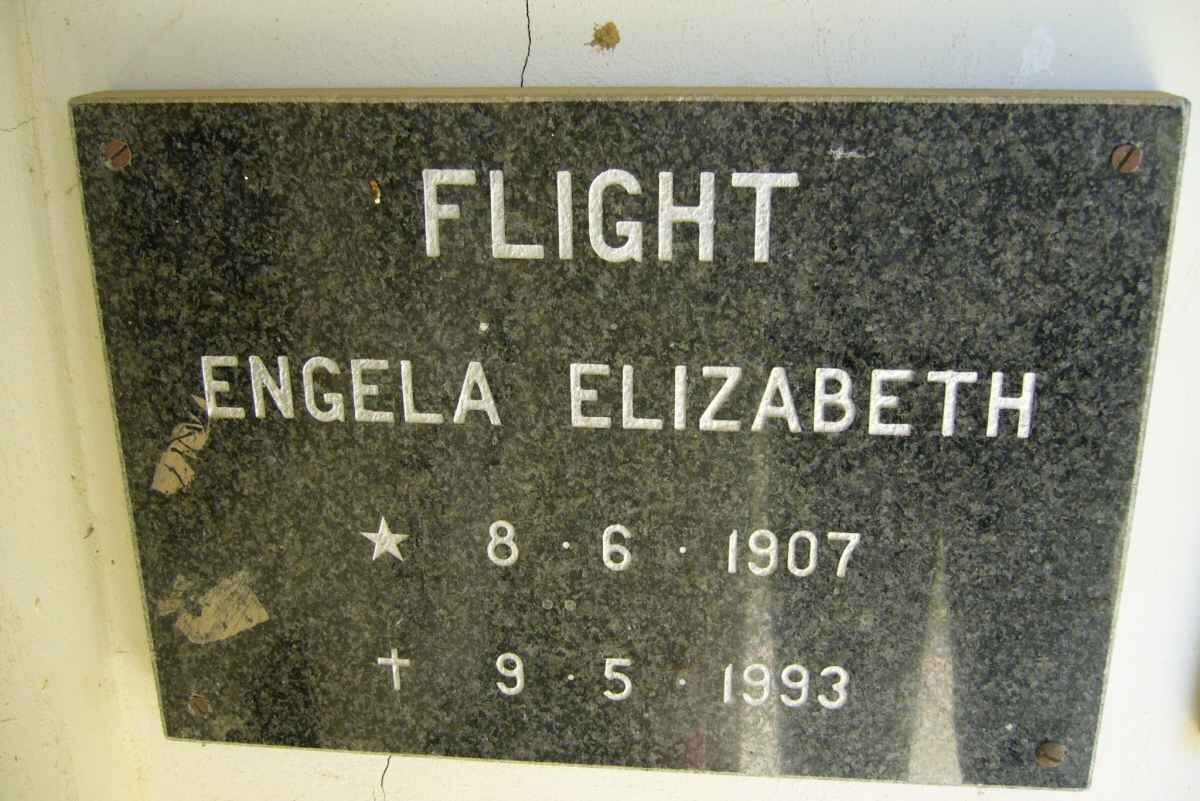 FLIGHT
ENGELA ELIZABETH
★ 8 · 6 · 1907
✝ 9 · 5 · 1993